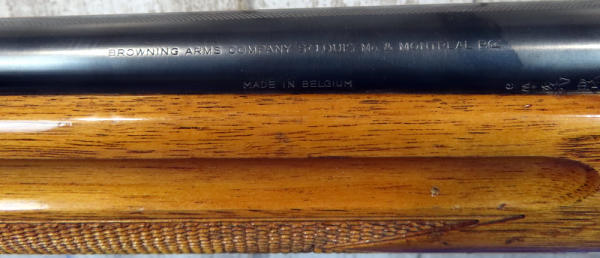 BROWNING ARMS COMPANY ST LOUIS MO & MONTREAL P.Q.
MADE IN BELGIUM